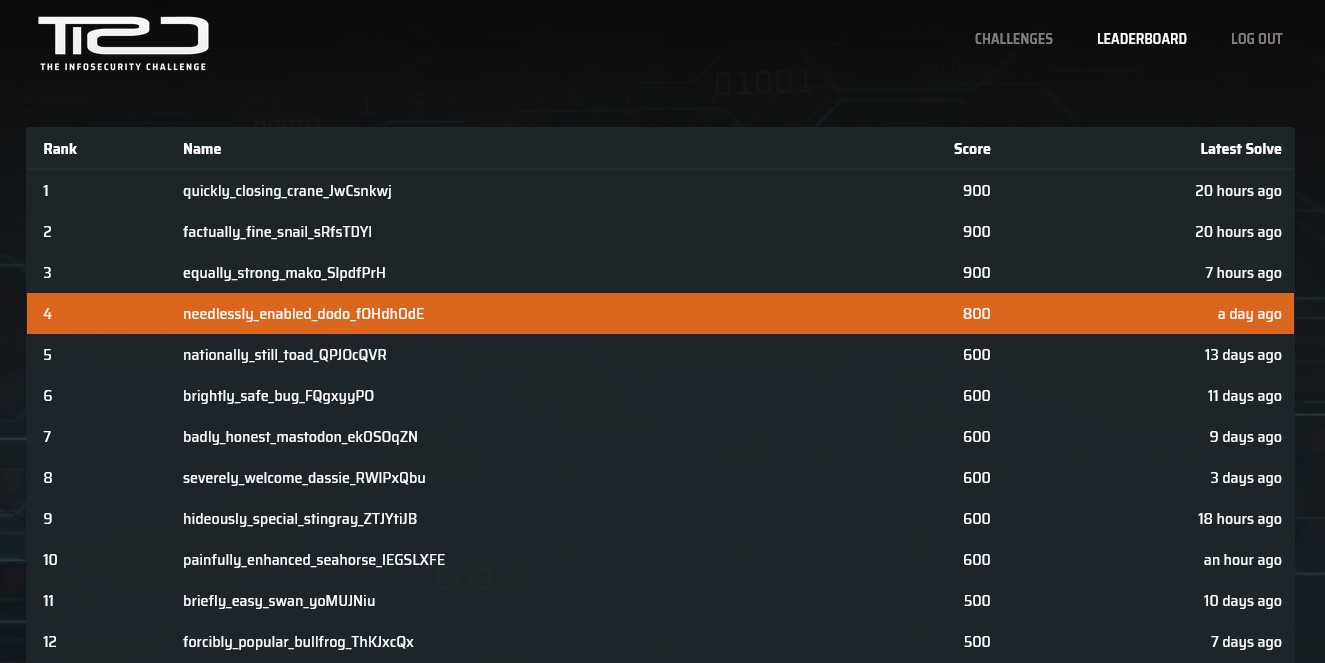 TISC
THE INFOSECURITY CHALLENGE
CHALLENGES LEADERBOARD LOG OUT
Rank Name Score Latest Solve
1 quickly_closing_crane_JwCsnkwj 900 20 hours ago
2 factually_fine_snail_sRfsTDYl 900 20 hours ago
3 equally_strong_mako_SlpdfPrH 900 7 hours ago
4 needlessly_enabled_dodo_fOHdhOdE 800 a day ago
5 nationally_still_toad_QPJOcQVR 600 13 days ago
6 brightly_safe_bug_FQgxyyPO 600 11 days ago
7 badly_honest_mastodon_ekOSOqZN 600 9 days ago
8 severely_welcome_dassie_RWIPxQbu 600 3 days ago
9 hideously_special_stingray_ZTJYtiJB 600 18 hours ago
10 painfully_enhanced_seahorse_IEGSLXFE 600 an hour ago
11 briefly_easy_swan_yoMUJNiu 500 10 days ago
12 forcibly_popular_bullfrog_ThKJxcQx 500 7 days ago